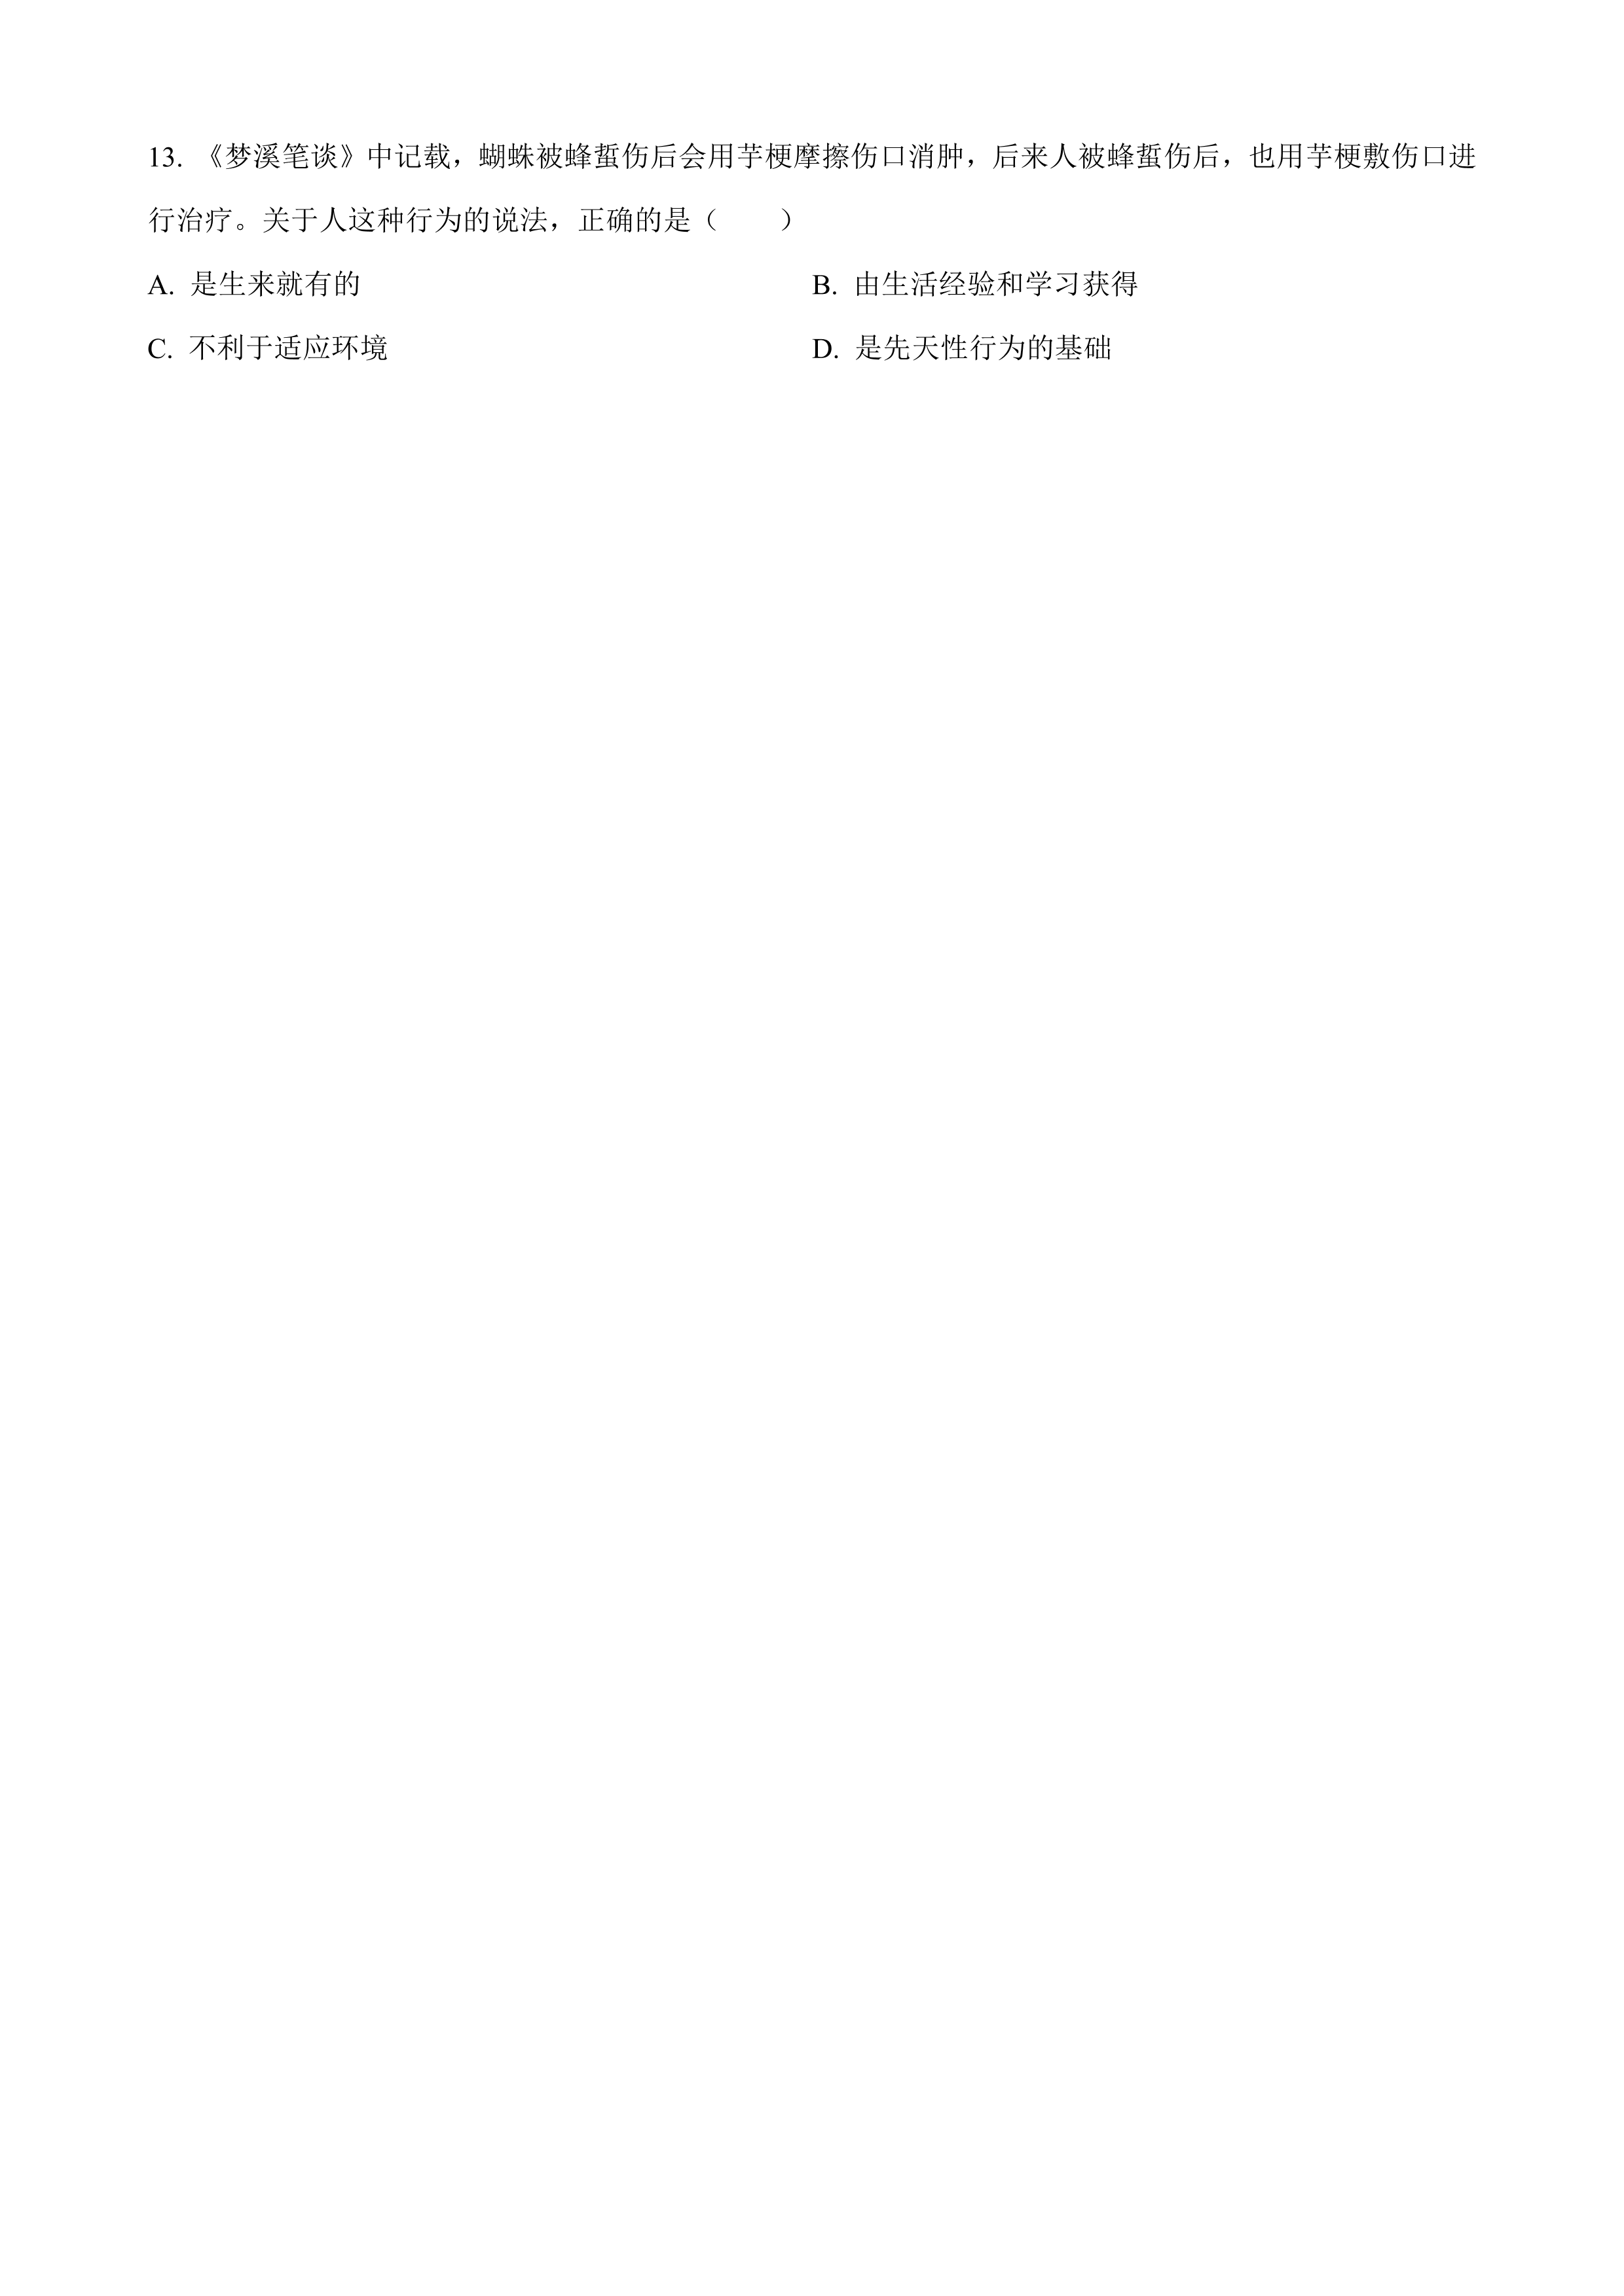 13. 《梦溪笔谈》中记载，蝴蛛被蜂蜇伤后会用芋梗摩擦伤口消肿，后来人被蜂蜇伤后，也用芋梗敷伤口进
行治疗。关于人这种行为的说法，正确的是（　　）
A. 是生来就有的　　B. 由生活经验和学习获得
C. 不利于适应环境　　D. 是先天性行为的基础